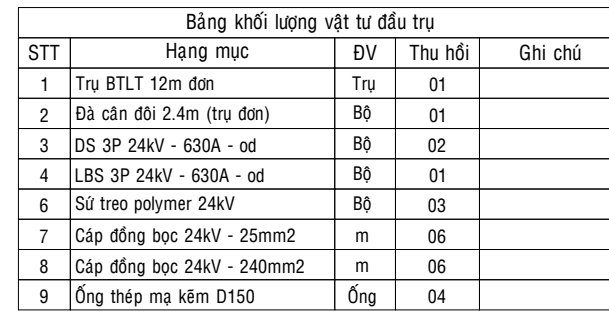 Bảng khối lượng vật tư đầu trụ
STT Hạng mục ĐV Thu hồi Ghi chú
1 Trụ BTLT 12m đơn Trụ 01
2 Đà cân đôi 2.4m (trụ đơn) Bộ 01
3 DS 3P 24kV - 630A - od Bộ 02
4 LBS 3P 24kV - 630A - od Bộ 01
6 Sứ treo polymer 24kV Bộ 03
7 Cáp đồng bọc 24kV - 25mm2 m 06
8 Cáp đồng bọc 24kV - 240mm2 m 06
9 Ống thép mạ kẽm D150 Ống 04